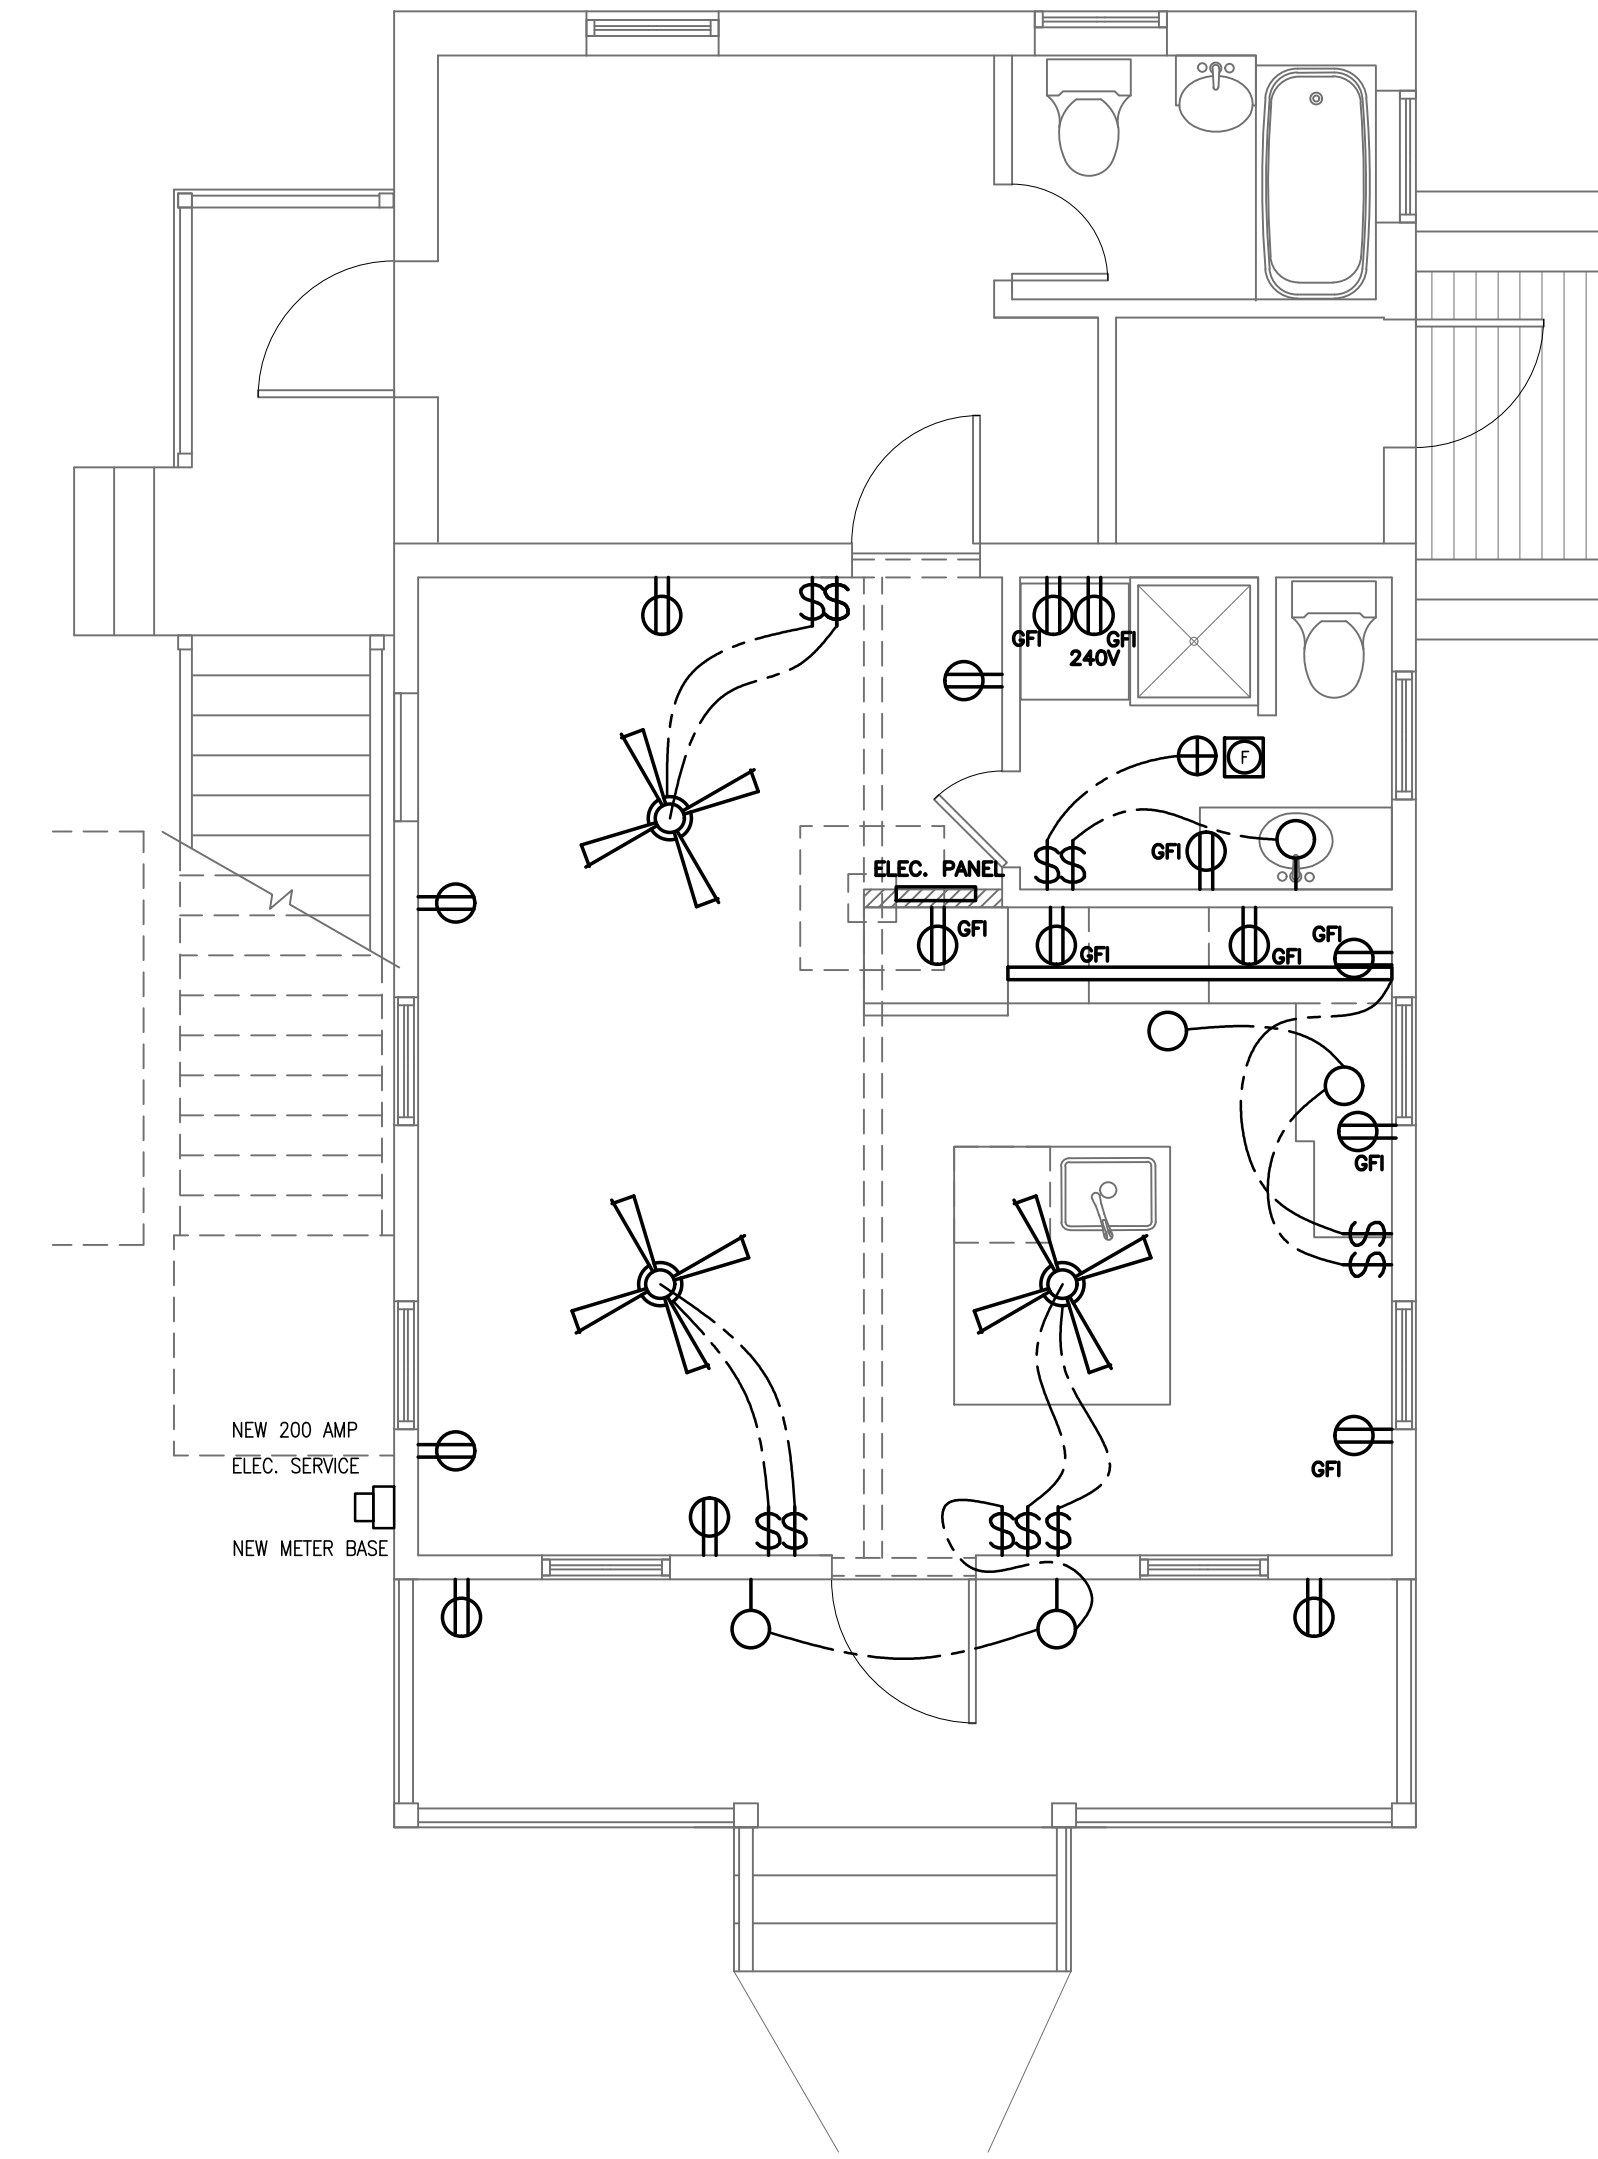 GFI
GFI
240V
F
GFI
ELEC. PANEL
GFI
GFI
GFI
GFI
GFI
$$
$$
$
$
NEW 200 AMP
ELEC. SERVICE
GFI
NEW METER BASE
$$
$$$